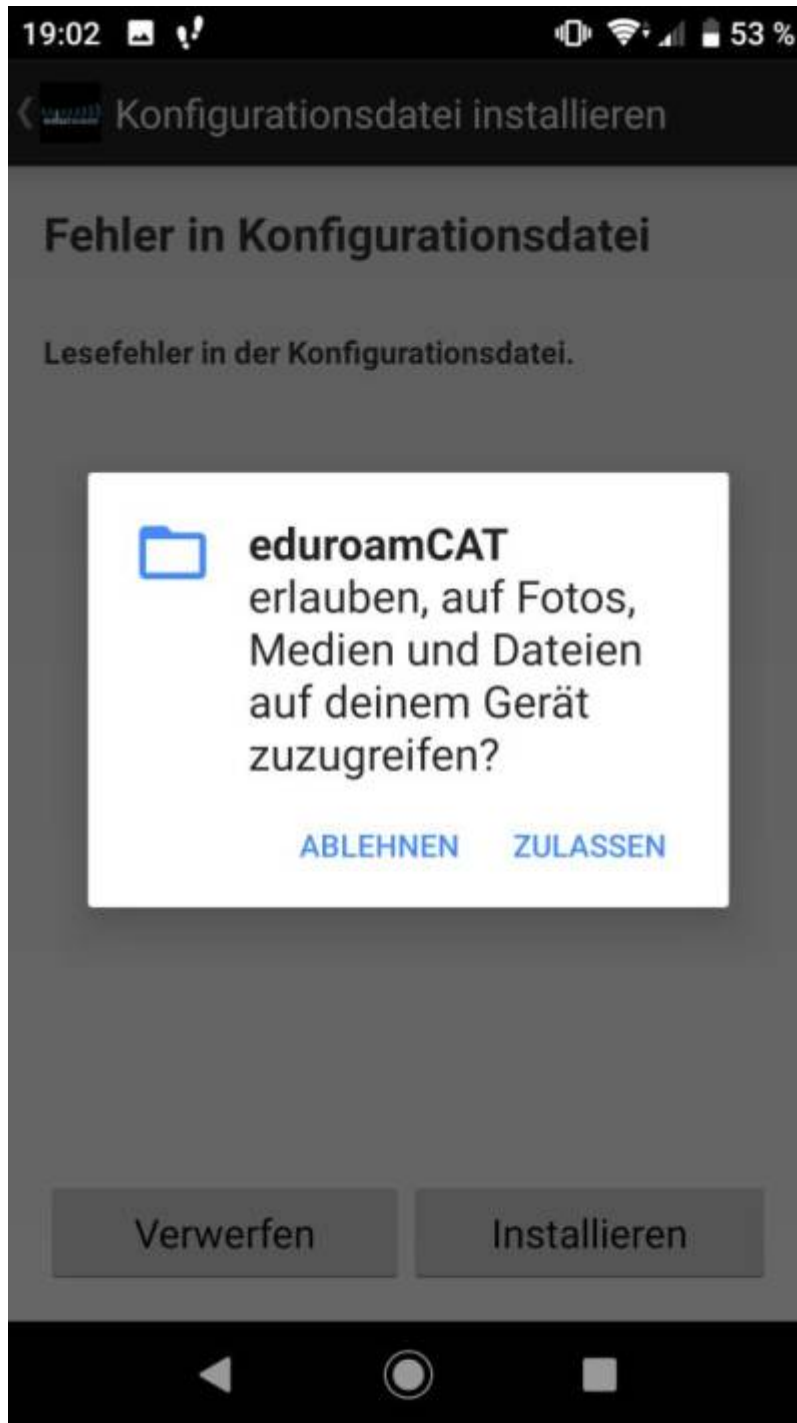 19:02 53 %
eduroam Konfigurationsdatei installieren
Fehler in Konfigurationsdatei
Lesefehler in der Konfigurationsdatei.
eduroamCAT
erlauben, auf Fotos,
Medien und Dateien
auf deinem Gerät
zuzugreifen?
ABLEHNEN ZULASSEN
Verwerfen Installieren